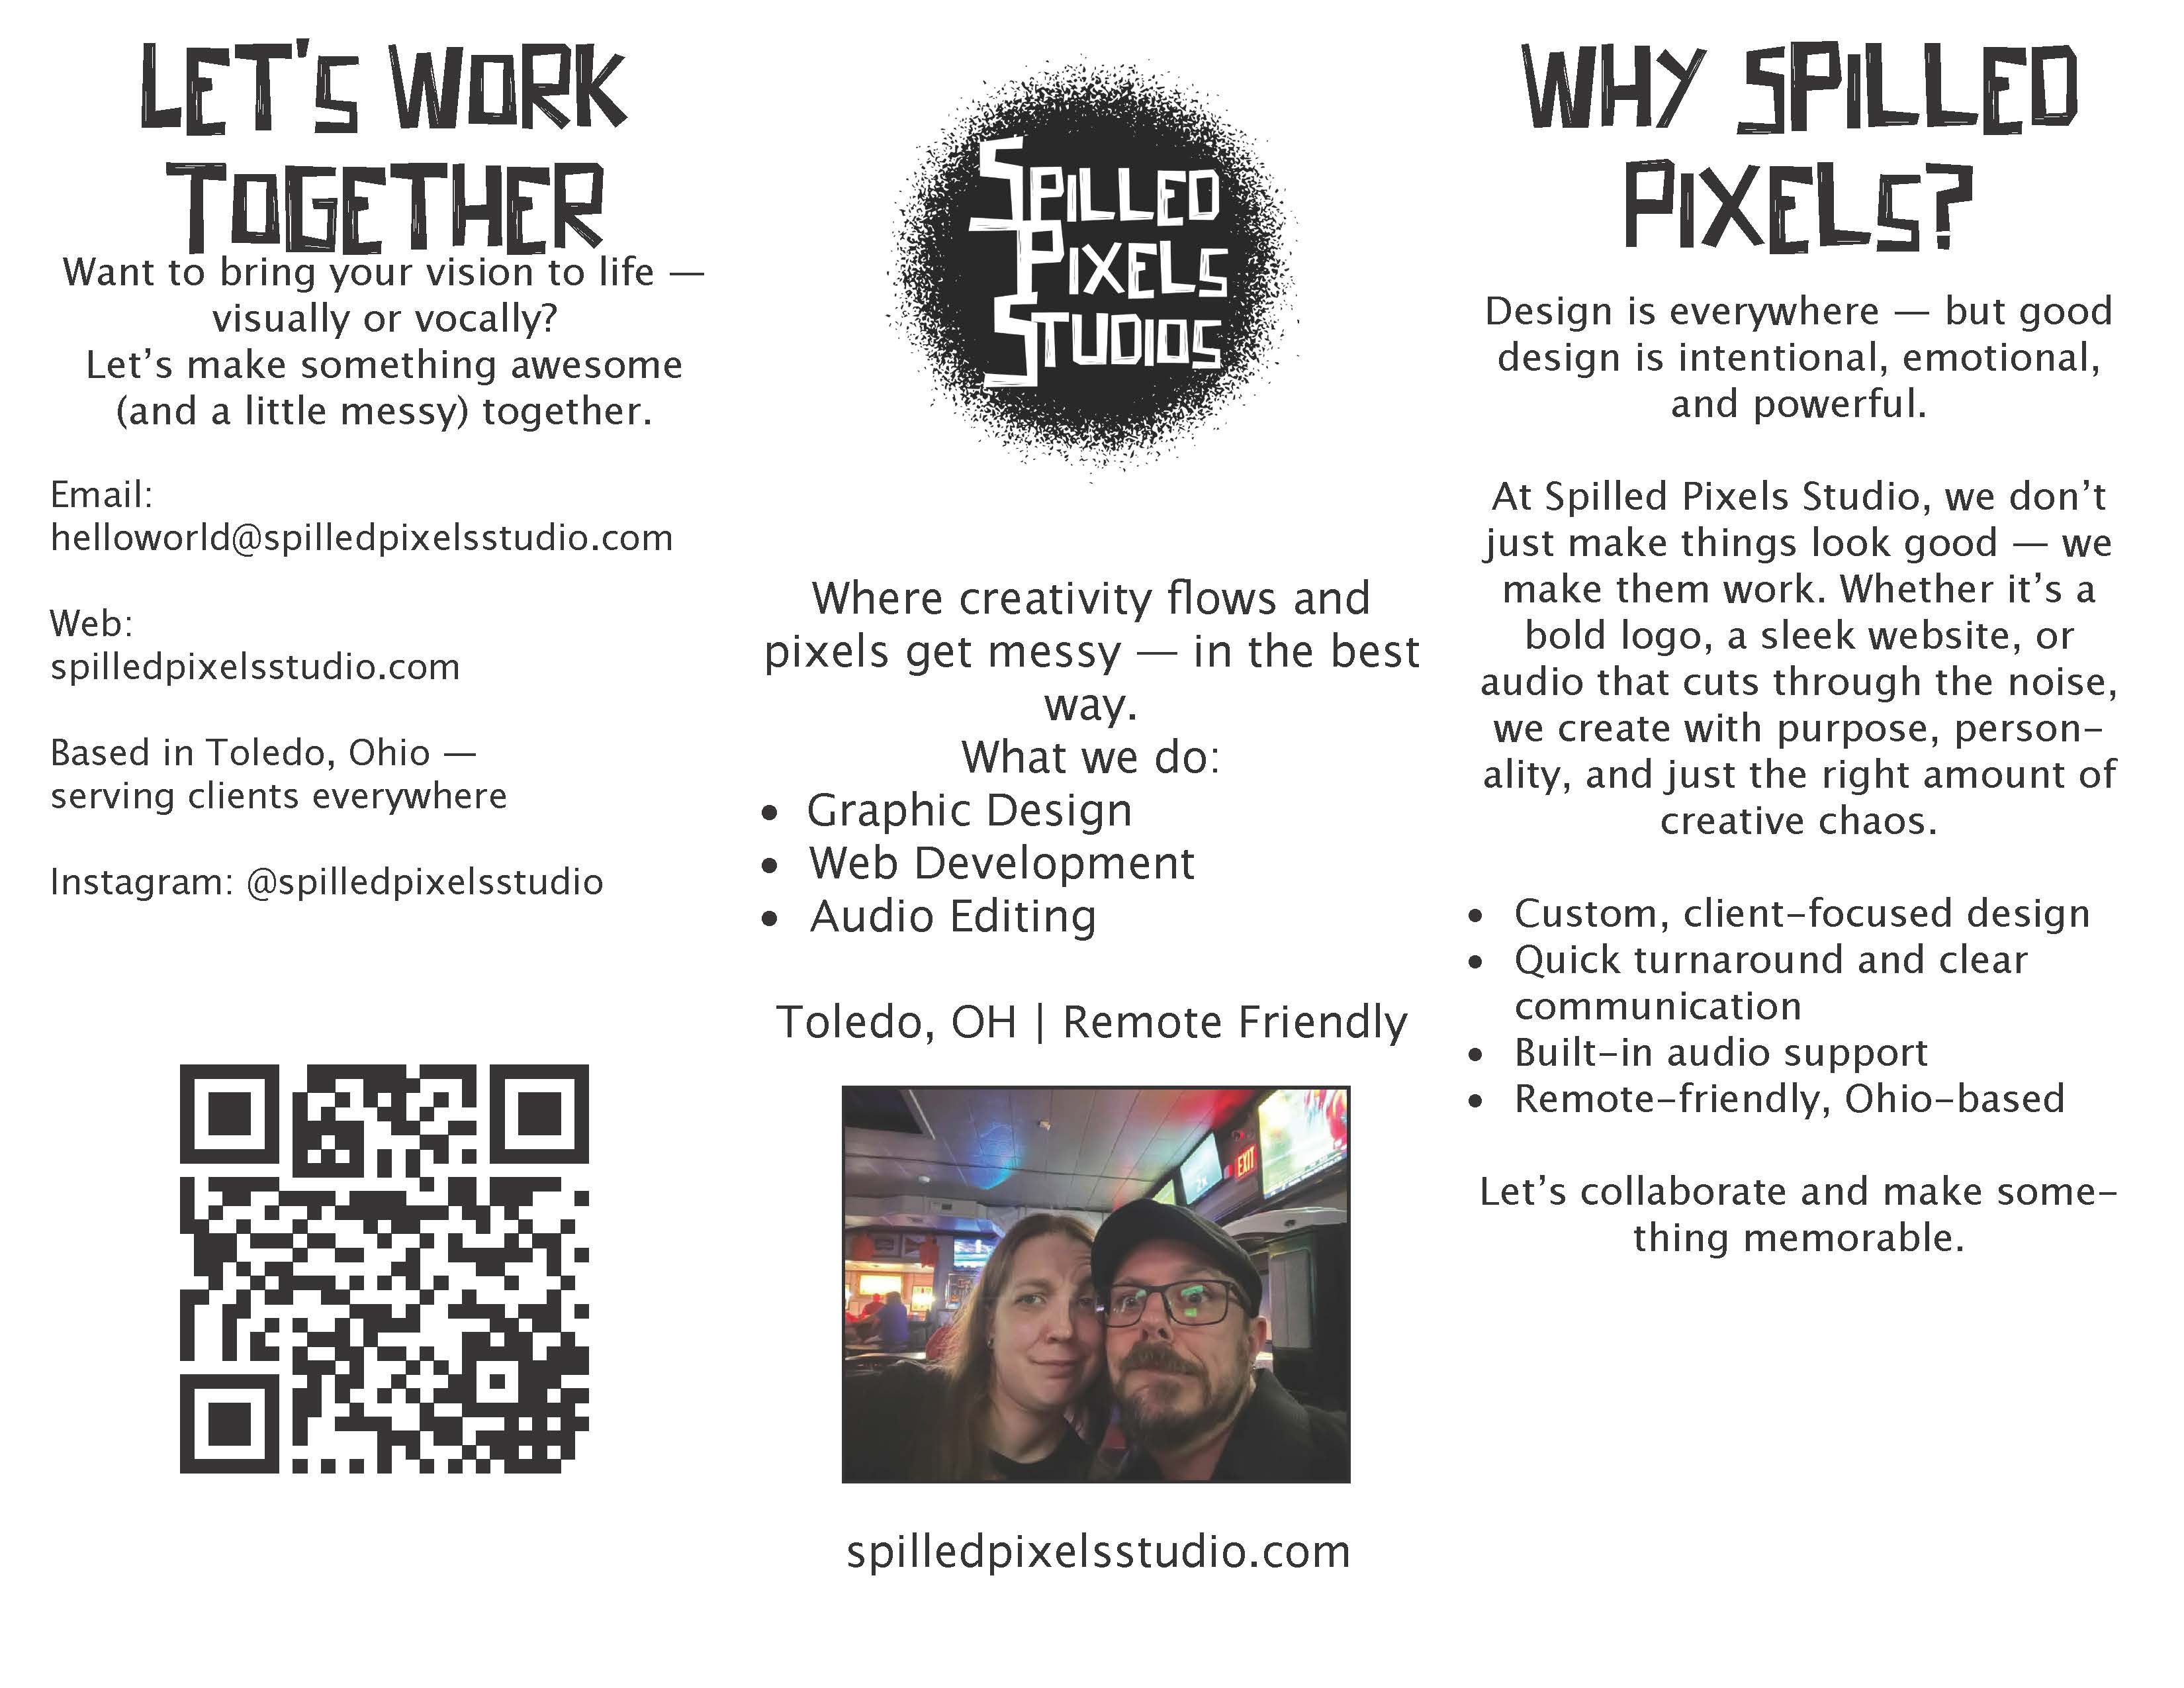 LET'S WORK
TOGETHER
Want to bring your vision to life —
visually or vocally?
Let’s make something awesome
(and a little messy) together.
Email:
helloworld@spilledpixelsstudio.com
Web:
spilledpixelsstudio.com
Based in Toledo, Ohio —
serving clients everywhere
Instagram: @spilledpixelsstudio
SPILLED
PIXELS
STUDIOS
Where creativity flows and
pixels get messy — in the best
way.
What we do:
• Graphic Design
• Web Development
• Audio Editing
Toledo, OH | Remote Friendly
EXIT
spilledpixelsstudio.com
WHY SPILLED
PIXELS?
Design is everywhere — but good
design is intentional, emotional,
and powerful.
At Spilled Pixels Studio, we don’t
just make things look good — we
make them work. Whether it’s a
bold logo, a sleek website, or
audio that cuts through the noise,
we create with purpose, person-
ality, and just the right amount of
creative chaos.
• Custom, client-focused design
• Quick turnaround and clear
communication
• Built-in audio support
• Remote-friendly, Ohio-based
Let’s collaborate and make some-
thing memorable.